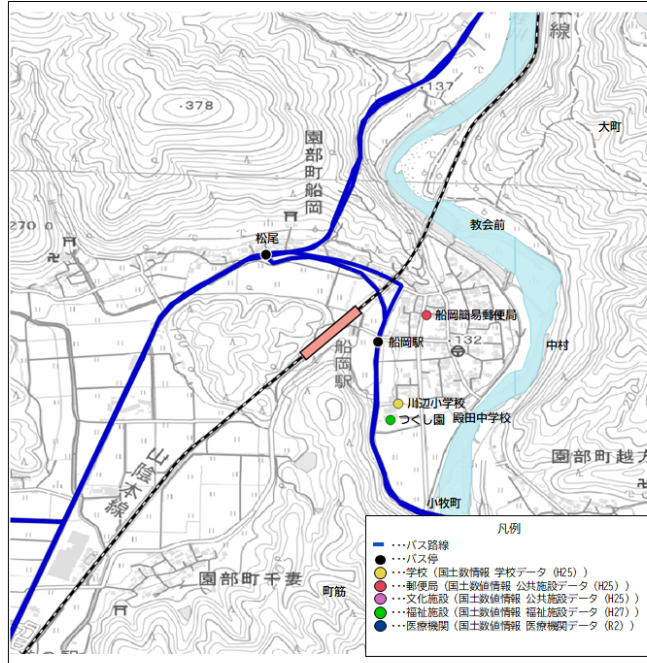 線
・137
・378
大町
園部町船岡
教会前
270
松尾
船岡簡易郵便局
船岡駅
・132
中村
船岡駅
川辺小学校
つくし園 殿田中学校
山陰本線
園部町越方
小牧町
園部町千妻
町筋
凡例
・・・バス路線
・・・バス停
・・・学校（国土数情報 学校データ（H25））
・・・郵便局（国土数値情報 公共施設データ（H25））
・・・文化施設（国土数値情報 公共施設データ（H25））
・・・福祉施設（国土数値情報 福祉施設データ（H27））
・・・医療機関（国土数値情報 医療機関データ（R2））